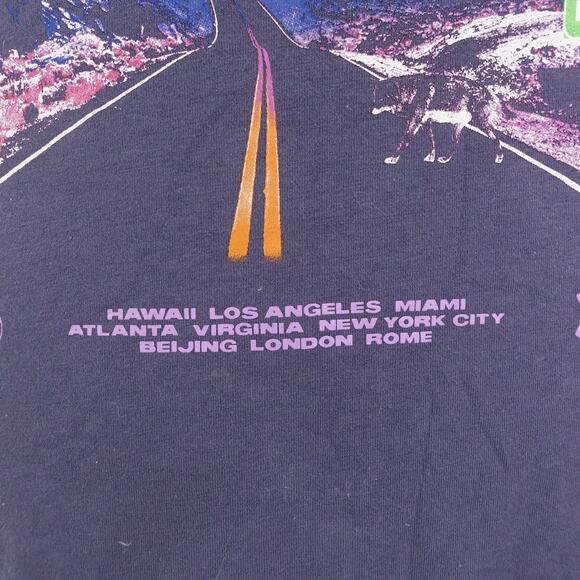 HAWAII LOS ANGELES MIAMI
ATLANTA VIRGINIA NEW YORK CITY
BEIJING LONDON ROME